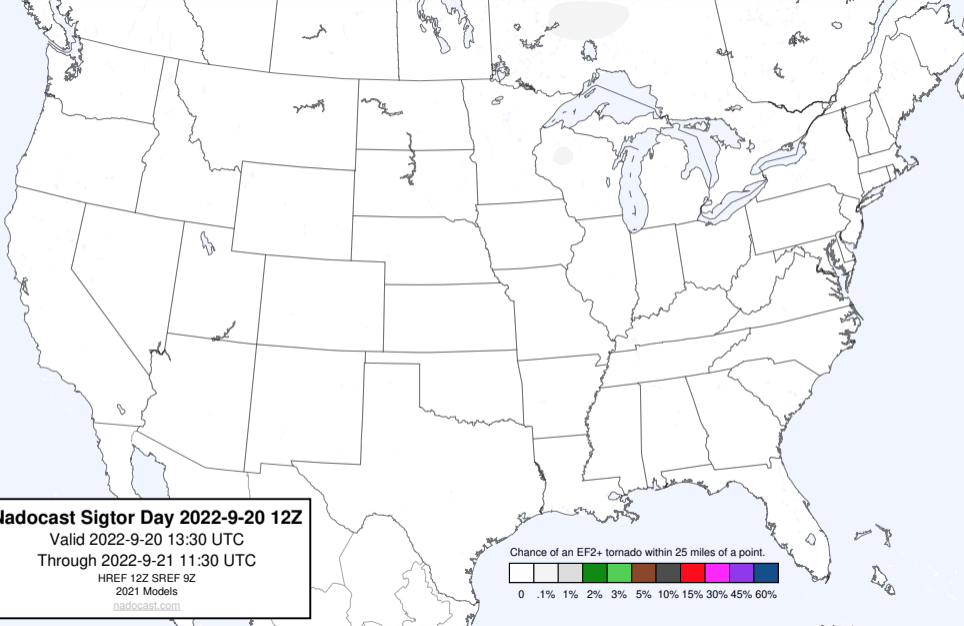 Nadocast Sigtor Day 2022-9-20 12Z
Valid 2022-9-20 13:30 UTC
Through 2022-9-21 11:30 UTC
HREF 12Z SREF 9Z
2021 Models
nadocast.com
Chance of an EF2+ tornado within 25 miles of a point.
0 .1% 1% 2% 3% 5% 10% 15% 30% 45% 60%